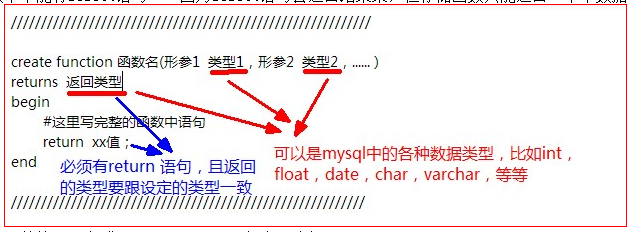 ////////////////////////////////////////////////////////////
create function 函数名(形参1 类型1，形参2 类型2，...... )
returns 返回类型
begin
#这里写完整的函数中语句
return xx值；
end
必须有return 语句，且返回
的类型要跟设定的类型一致
可以是mysql中的各种数据类型，比如int，
float，date，char，varchar，等等
////////////////////////////////////////////////////////////